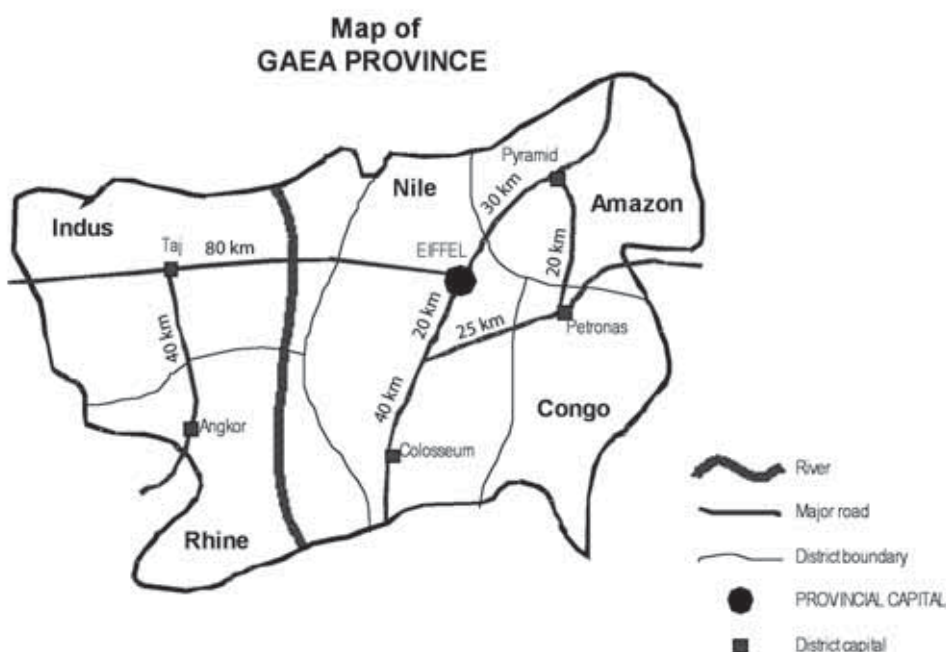 Map of
GAEA PROVINCE
Pyramid
Nile
30 km
Amazon
Indus
Taj
80 km
EIFFEL
20 km
20 km
25 km
Petronas
40 km
40 km
Congo
Angkor
Colosseum
Rhine
River
Major road
District boundary
PROVINCIAL CAPITAL
District capital